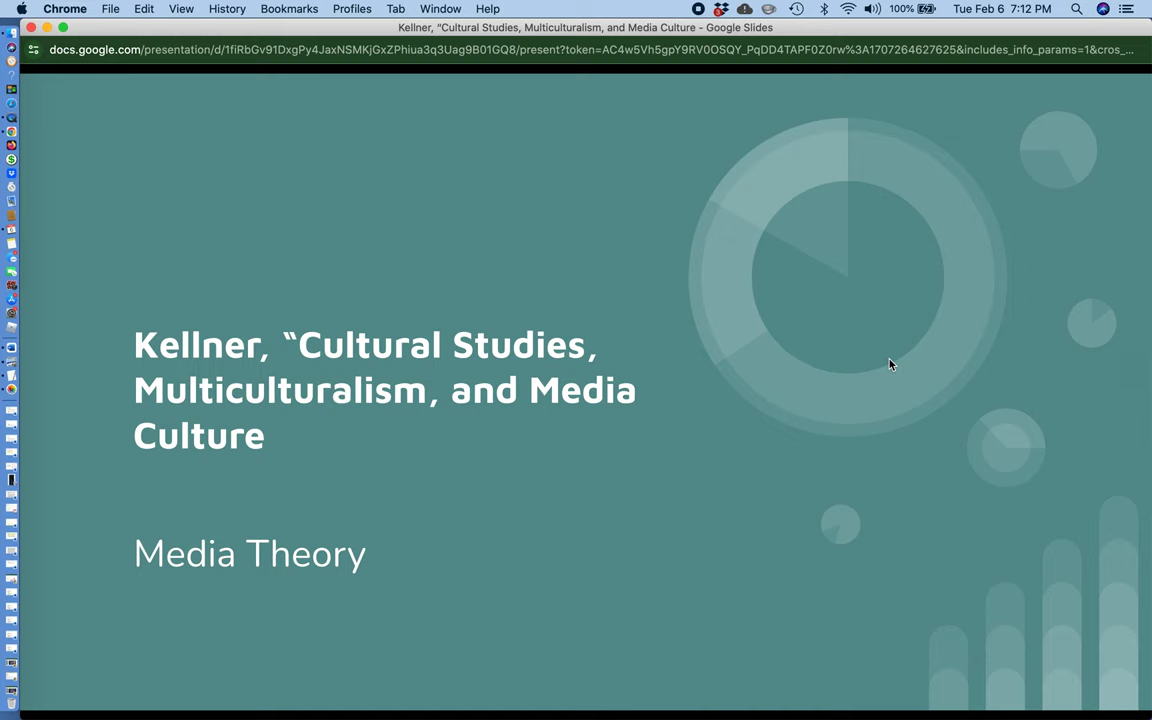 Chrome File Edit View History Bookmarks Profiles Tab Window Help 100% Tue Feb 6 7:12 PM
Kellner, “Cultural Studies, Multiculturalism, and Media Culture - Google Slides
docs.google.com/presentation/d/1fiRbGv91DxgPy4JaxNSMKjGxZPhiua3q3Uag9B01GQ8/present?token=AC4w5Vh5gpY9RV0OSQY_PqDD4TAPF0Z0rw%3A1707264627625&includes_info_params=1&cros_...
Kellner, “Cultural Studies,
Multiculturalism, and Media
Culture
Media Theory